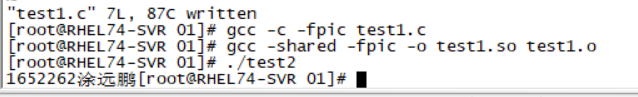 "test1.c" 7L, 87C written
[root@RHEL74-SVR 01]# gcc -c -fpic test1.c
[root@RHEL74-SVR 01]# gcc -shared -fpic -o test1.so test1.o
[root@RHEL74-SVR 01]# ./test2
1652262涂远鹏[root@RHEL74-SVR 01]#